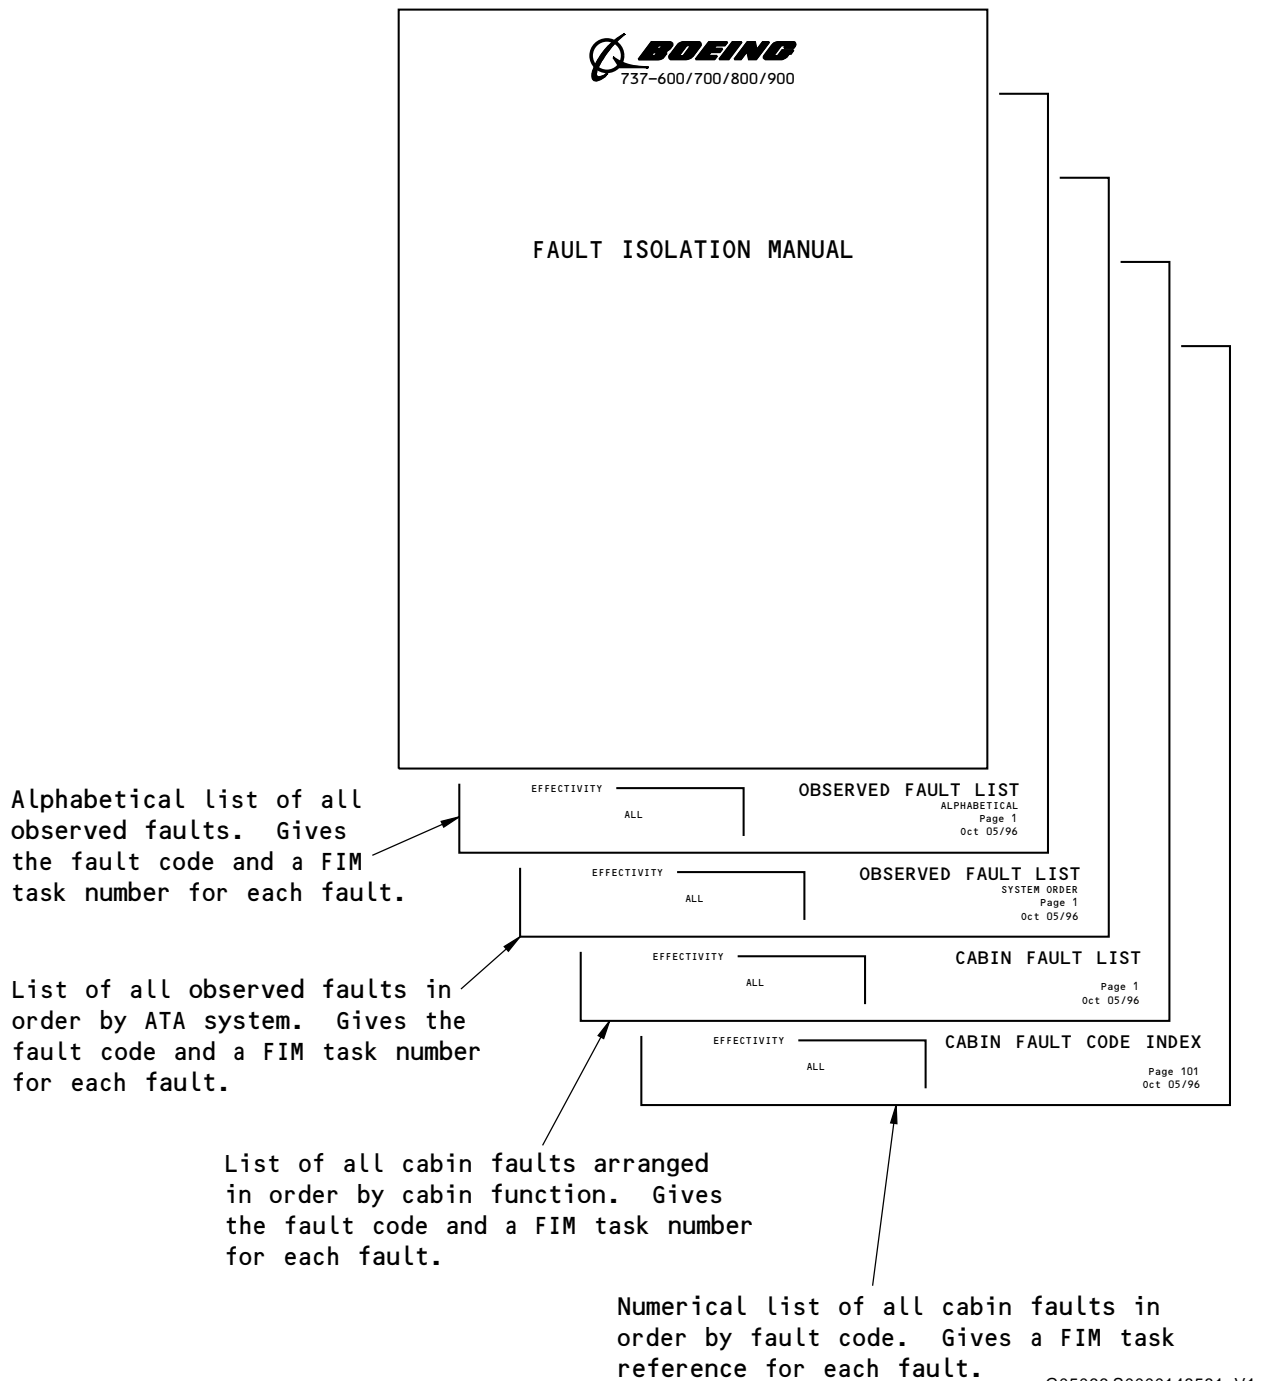 BOEING
737-600/700/800/900
FAULT ISOLATION MANUAL
Alphabetical list of all
observed faults. Gives
the fault code and a FIM
task number for each fault.
EFFECTIVITY
ALL
OBSERVED FAULT LIST
ALPHABETICAL
Page 1
Oct 05/96
EFFECTIVITY
ALL
OBSERVED FAULT LIST
SYSTEM ORDER
Page 1
Oct 05/96
List of all observed faults in
order by ATA system. Gives the
fault code and a FIM task number
for each fault.
EFFECTIVITY
ALL
CABIN FAULT LIST
Page 1
Oct 05/96
EFFECTIVITY
ALL
CABIN FAULT CODE INDEX
Page 101
Oct 05/96
List of all cabin faults arranged
in order by cabin function. Gives
the fault code and a FIM task number
for each fault.
Numerical list of all cabin faults in
order by fault code. Gives a FIM task
reference for each fault.